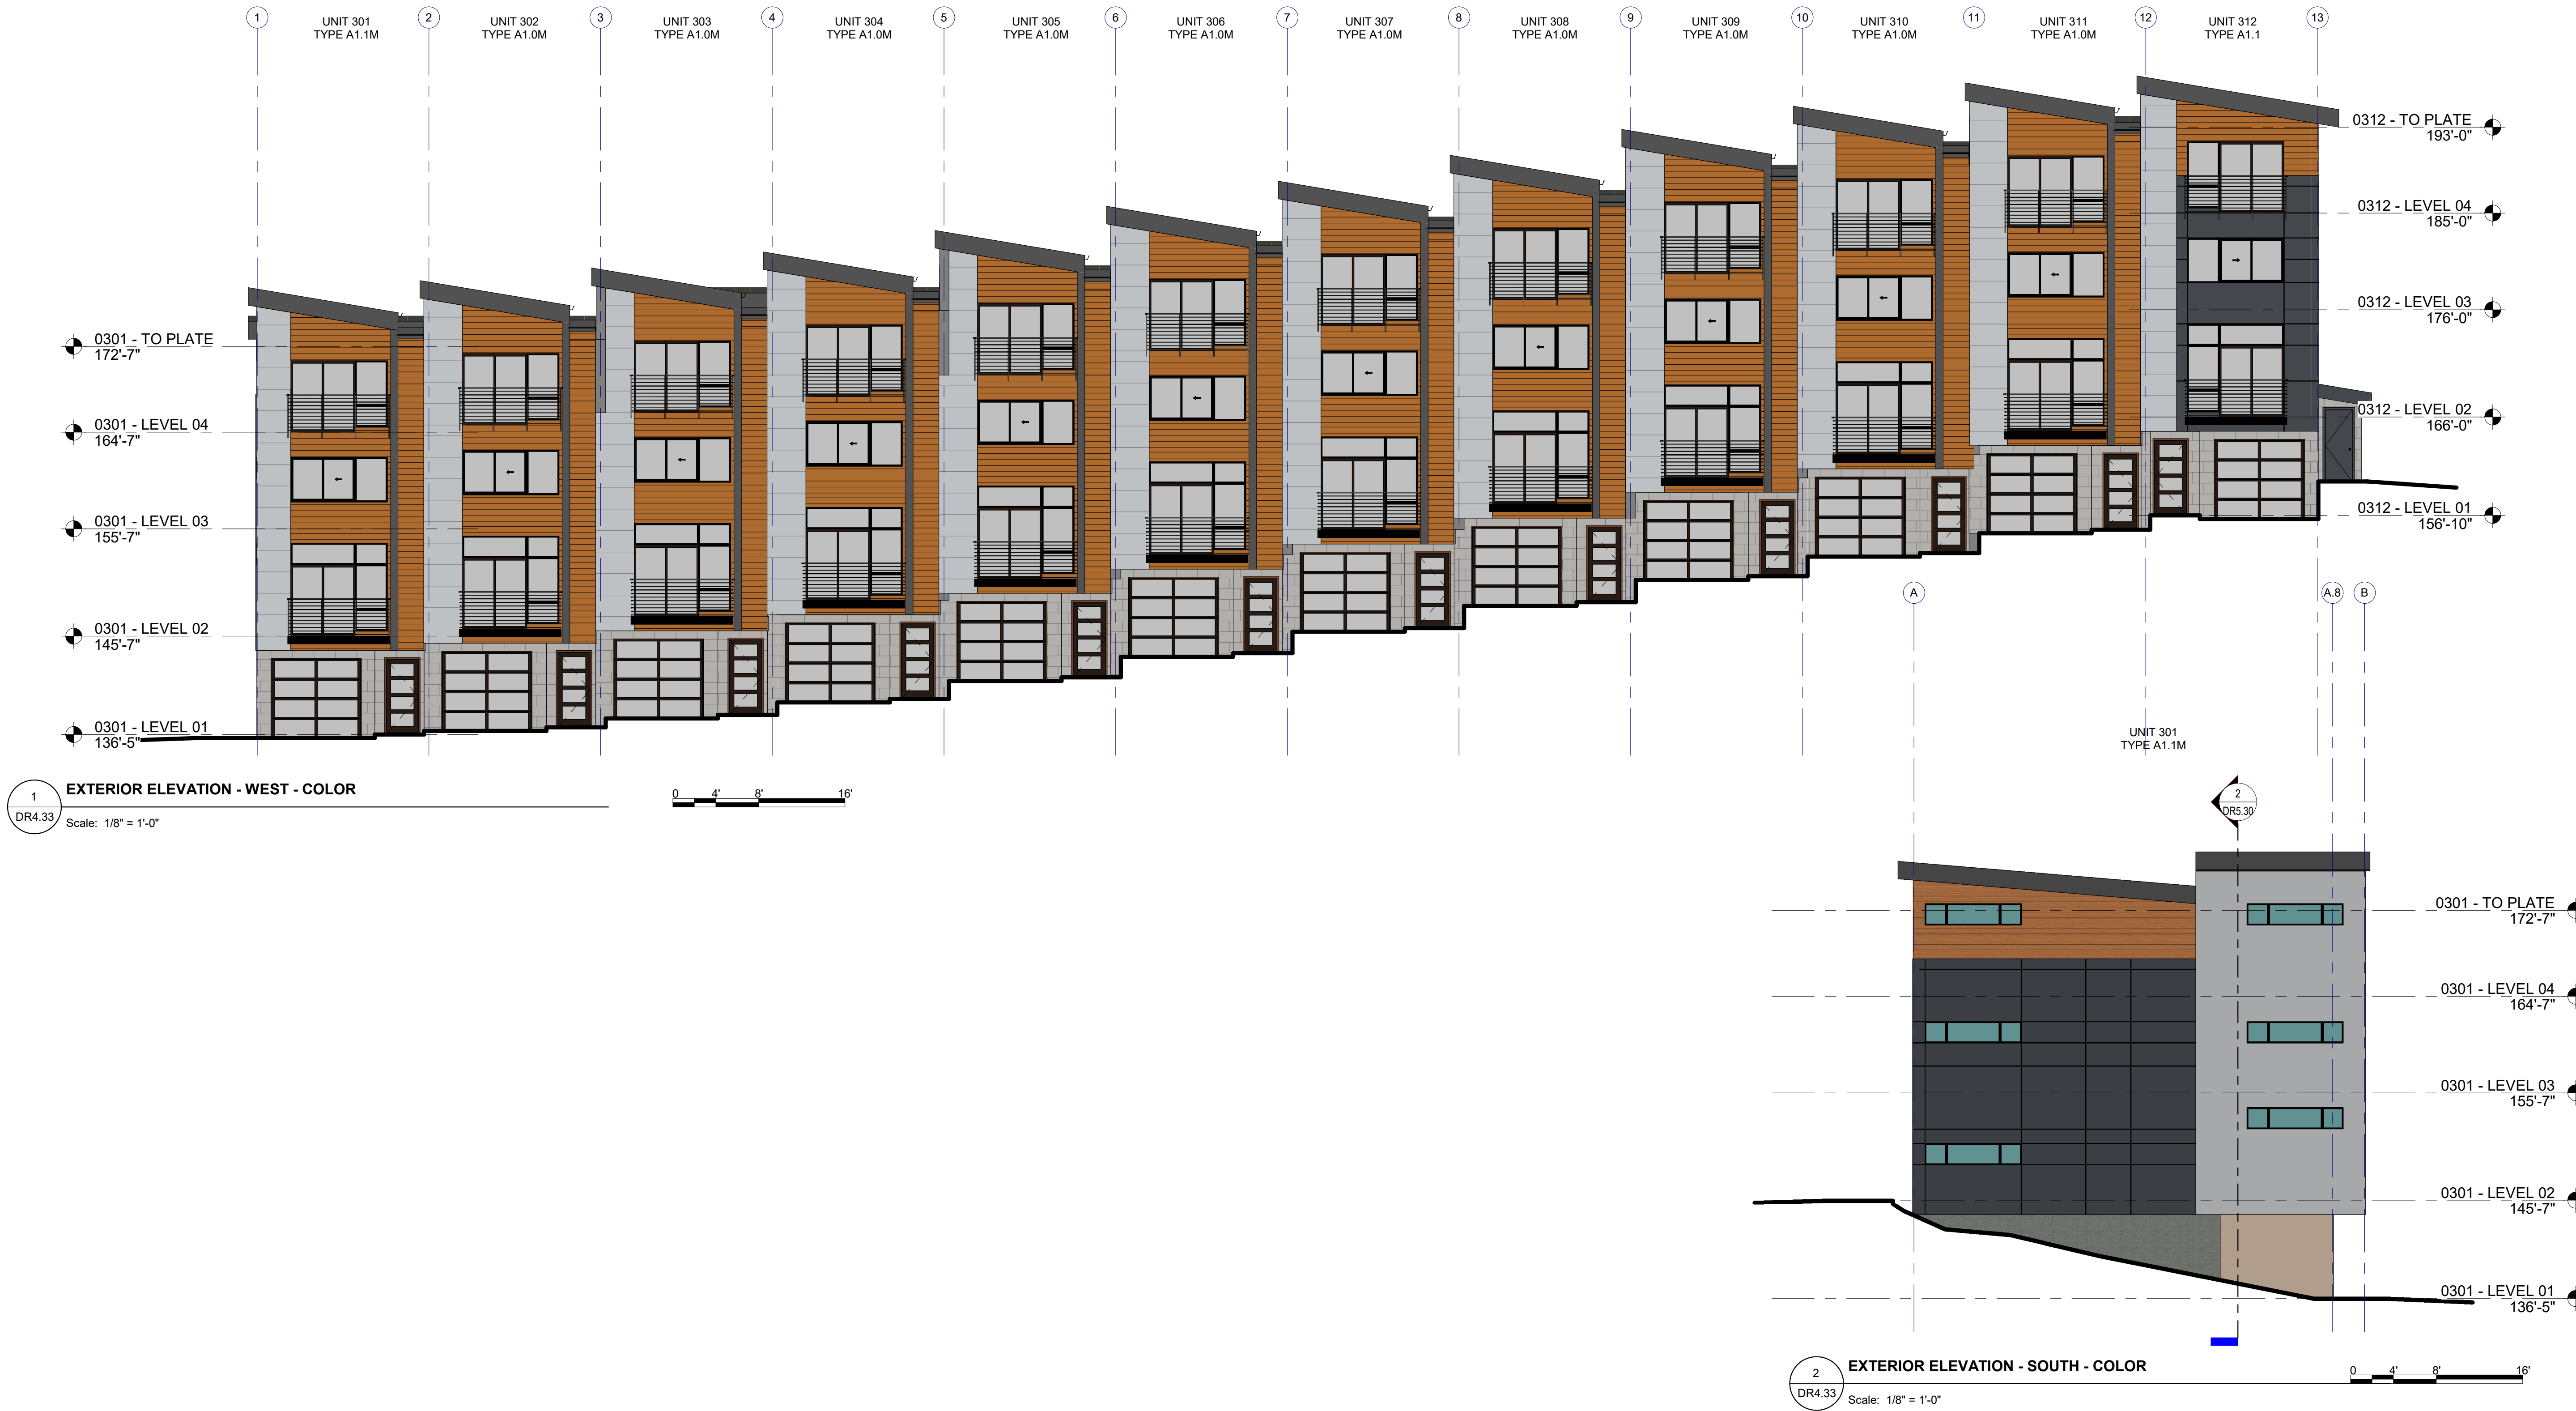 1
UNIT 301
TYPE A1.1M
2
UNIT 302
TYPE A1.0M
3
UNIT 303
TYPE A1.0M
4
UNIT 304
TYPE A1.0M
5
UNIT 305
TYPE A1.0M
6
UNIT 306
TYPE A1.0M
7
UNIT 307
TYPE A1.0M
8
UNIT 308
TYPE A1.0M
9
UNIT 309
TYPE A1.0M
10
UNIT 310
TYPE A1.0M
11
UNIT 311
TYPE A1.0M
12
UNIT 312
TYPE A1.1
13
0312 - TO PLATE
193'-0"
0312 - LEVEL 04
185'-0"
0312 - LEVEL 03
176'-0"
0312 - LEVEL 02
166'-0"
0312 - LEVEL 01
156'-10"
0301 - TO PLATE
172'-7"
0301 - LEVEL 04
164'-7"
0301 - LEVEL 03
155'-7"
0301 - LEVEL 02
145'-7"
0301 - LEVEL 01
136'-5"
1
DR4.33
EXTERIOR ELEVATION - WEST - COLOR
Scale: 1/8" = 1'-0"
0 4' 8' 16'
A
A.8
B
UNIT 301
TYPE A1.1M
2
DR5.30
0301 - TO PLATE
172'-7"
0301 - LEVEL 04
164'-7"
0301 - LEVEL 03
155'-7"
0301 - LEVEL 02
145'-7"
0301 - LEVEL 01
136'-5"
2
DR4.33
EXTERIOR ELEVATION - SOUTH - COLOR
Scale: 1/8" = 1'-0"
0 4' 8' 16'